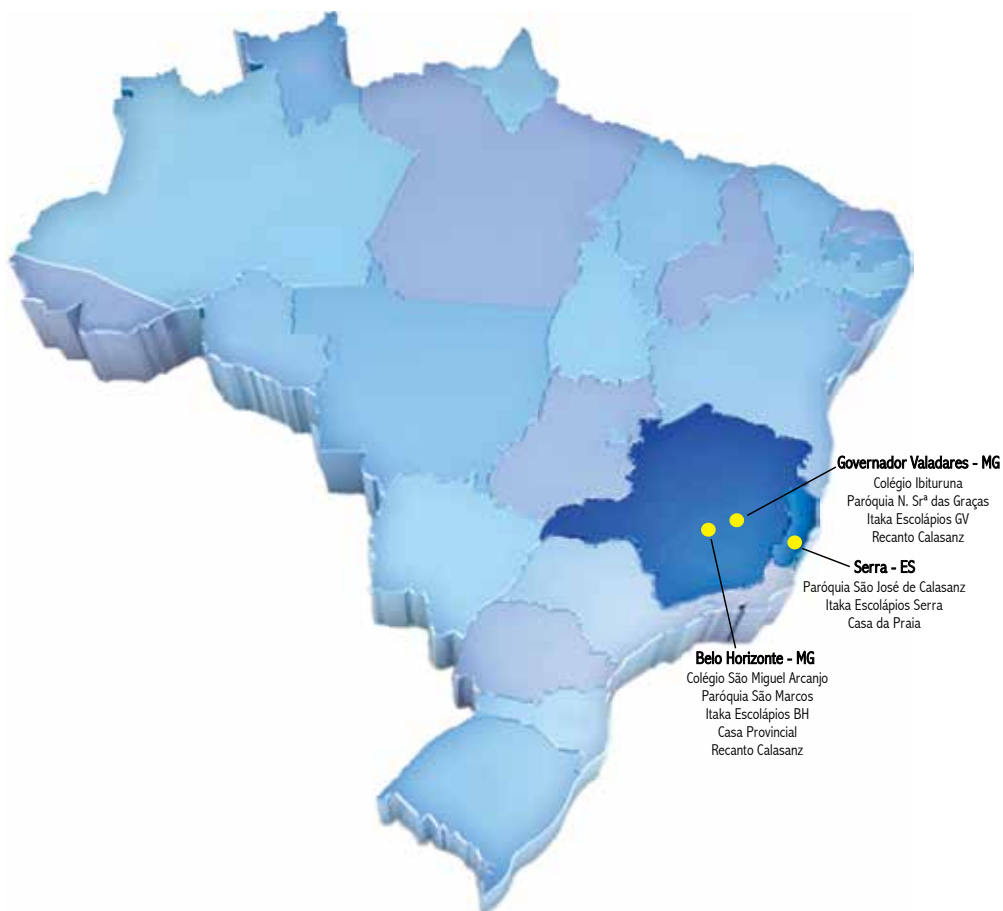 Governador Valadares - MG
Colégio Ibituruna
Paróquia N. Srª das Graças
Itaka Escolápios GV
Recanto Calasanz
Serra - ES
Paróquia São José de Calasanz
Itaka Escolápios Serra
Casa da Praia
Belo Horizonte - MG
Colégio São Miguel Arcanjo
Paróquia São Marcos
Itaka Escolápios BH
Casa Provincial
Recanto Calasanz